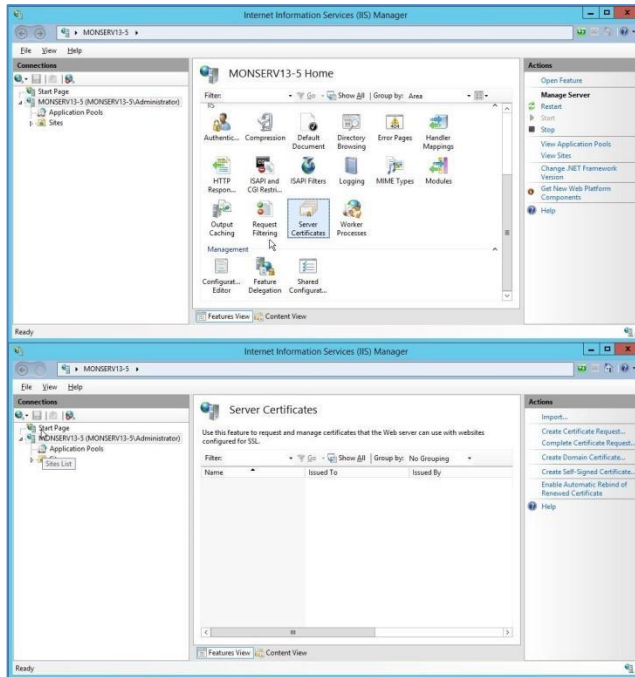 Internet Information Services (IIS) Manager
MONSERV13-5
File View Help
Connections
Start Page
MONSERV13-5 (MONSERV13-5\Administrator)
Application Pools
Sites
MONSERV13-5 Home
Filter: Go Show All Group by: Area
IIS
Authentic... Compression Default Document Directory Browsing Error Pages Handler Mappings
HTTP Respon... ISAPI and CGI Restri... ISAPI Filters Logging MIME Types Modules
Output Caching Request Filtering Server Certificates Worker Processes
Management
Configurat... Editor Feature Delegation Shared Configurat...
Features View Content View
Actions
Open Feature
Manage Server
Restart
Start
Stop
View Application Pools
View Sites
Change .NET Framework
Version
Get New Web Platform
Components
Help
Ready
Internet Information Services (IIS) Manager
MONSERV13-5
File View Help
Connections
Start Page
MONSERV13-5 (MONSERV13-5\Administrator)
Application Pools
Sites List
Server Certificates
Use this feature to request and manage certificates that the Web server can use with websites
configured for SSL.
Filter: Go Show All Group by: No Grouping
Name Issued To Issued By
Features View Content View
Actions
Import...
Create Certificate Request...
Complete Certificate Request...
Create Domain Certificate...
Create Self-Signed Certificate...
Enable Automatic Rebind of
Renewed Certificate
Help
Ready